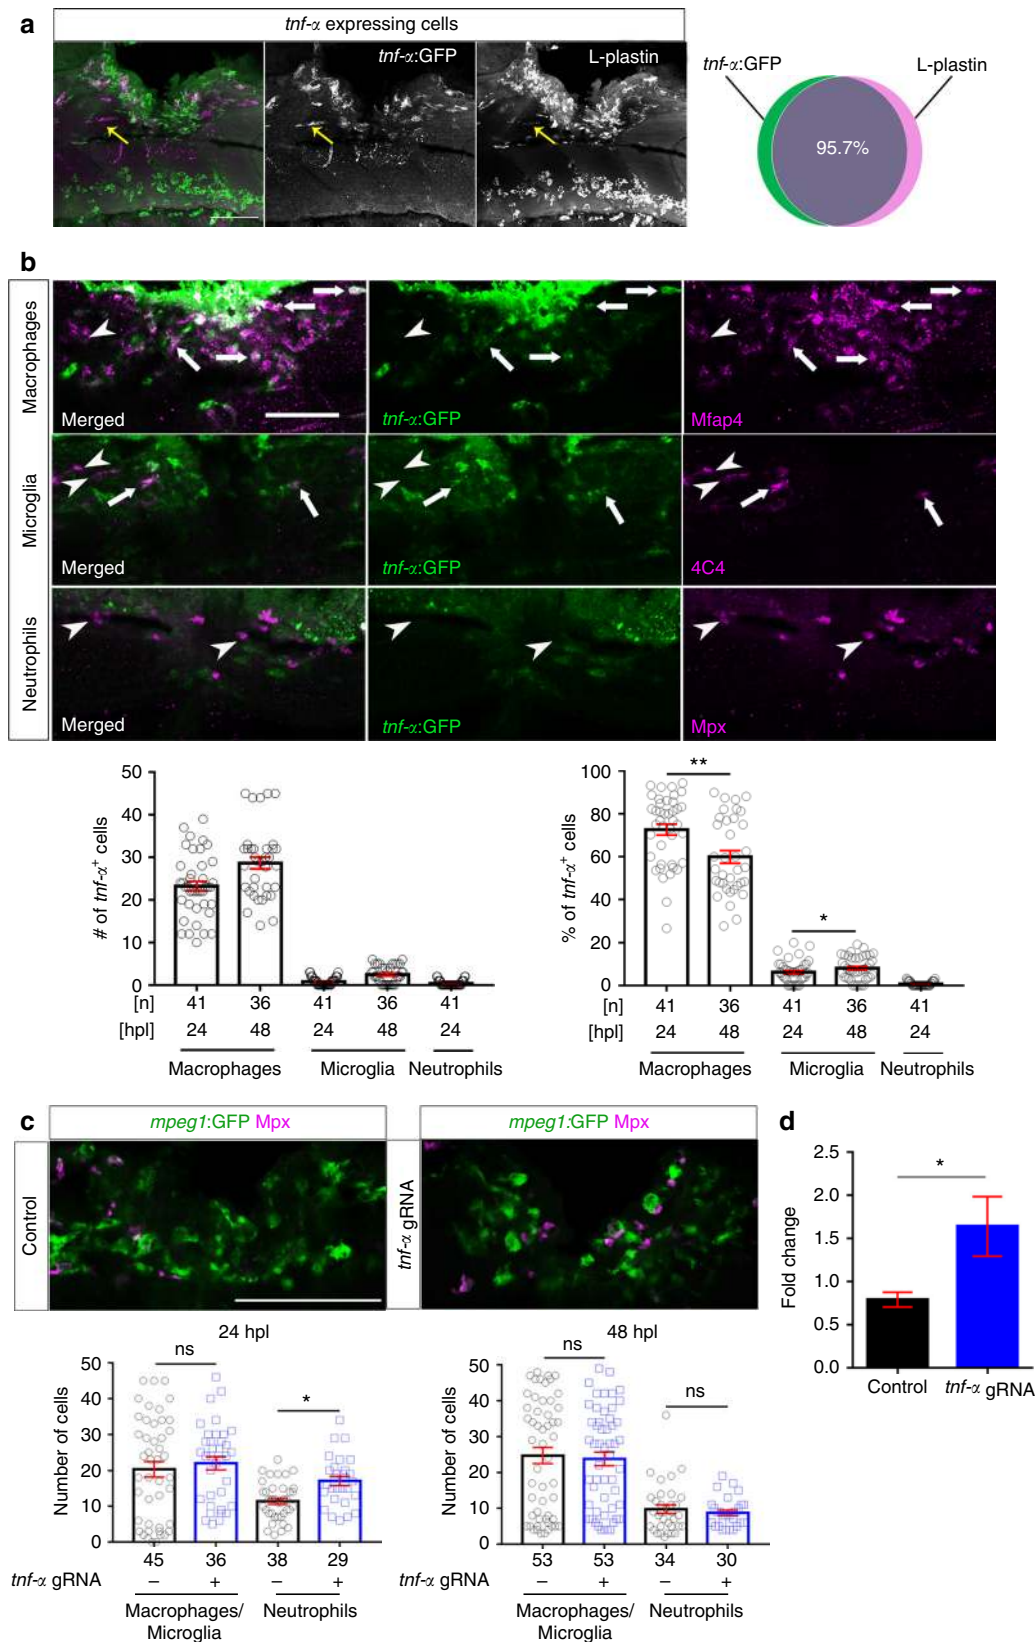 a
tnf-α expressing cells
tnf-α:GFP
L-plastin
tnf-α:GFP
L-plastin
95.7%
b
Macrophages
Merged
tnf-α:GFP
Mfap4
Microglia
Merged
tnf-α:GFP
4C4
Neutrophils
Merged
tnf-α:GFP
Mpx
# of tnf-α+ cells
50
40
30
20
10
0
[n] 41 36 41 36 41
[hpl] 24 48 24 48 24
Macrophages Microglia Neutrophils
% of tnf-α+ cells
100
80
60
40
20
0
**
*
41 36 41 36 41
[n]
24 48 24 48 24
[hpl]
Macrophages Microglia Neutrophils
c
mpeg1:GFP Mpx
Control
mpeg1:GFP Mpx
tnf-α gRNA
24 hpl
Number of cells
50
40
30
20
10
0
ns
*
45 36 38 29
tnf-α gRNA – + – +
Macrophages/ Neutrophils
Microglia
48 hpl
Number of cells
50
40
30
20
10
0
ns
ns
53 53 34 30
tnf-α gRNA – + – +
Macrophages/ Neutrophils
Microglia
d
Fold change
2.5
2.0
1.5
1.0
0.5
0.0
*
Control tnf-α gRNA